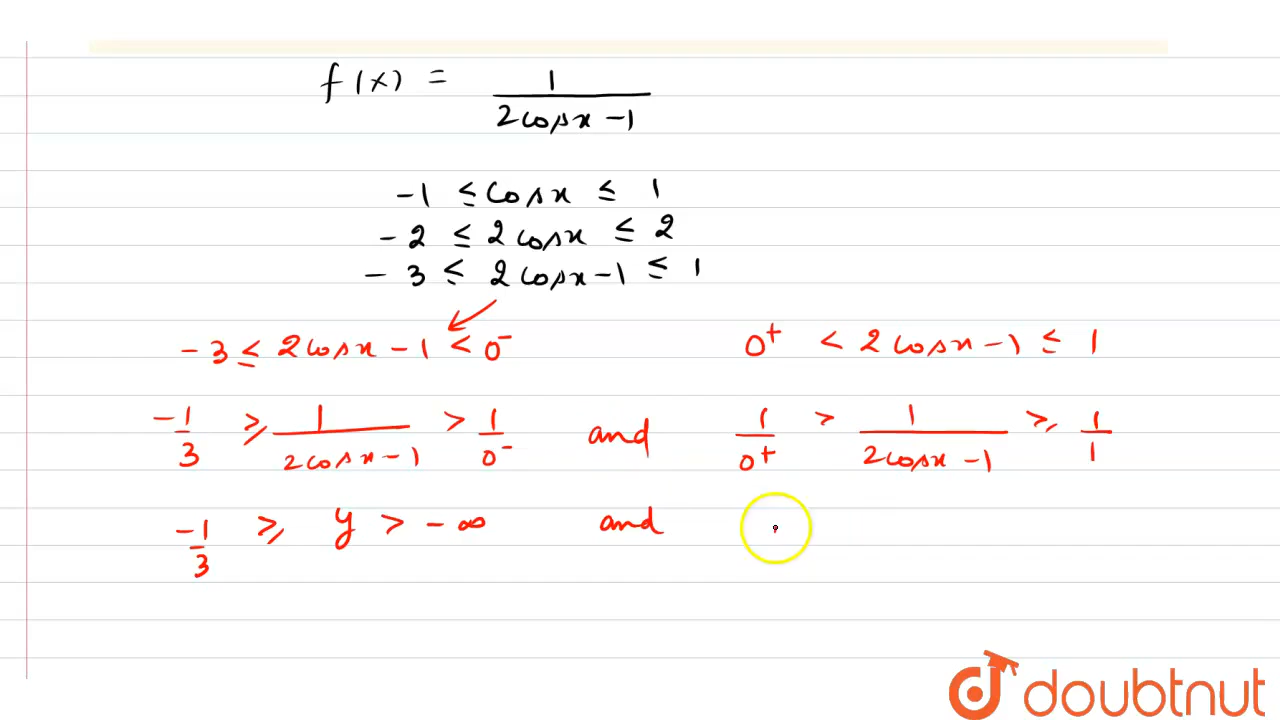 f(x) = 1 / (2cosx - 1)
-1 ≤ cosx ≤ 1
-2 ≤ 2cosx ≤ 2
-3 ≤ 2cosx - 1 ≤ 1
-3 ≤ 2cosx - 1 < 0⁻   0⁺ < 2cosx - 1 ≤ 1
-1/3 ≥ 1/(2cosx - 1) > 1/0⁻ and 1/0⁺ > 1/(2cosx - 1) ≥ 1/1
-1/3 ≥ y > -∞ and
doubtnut